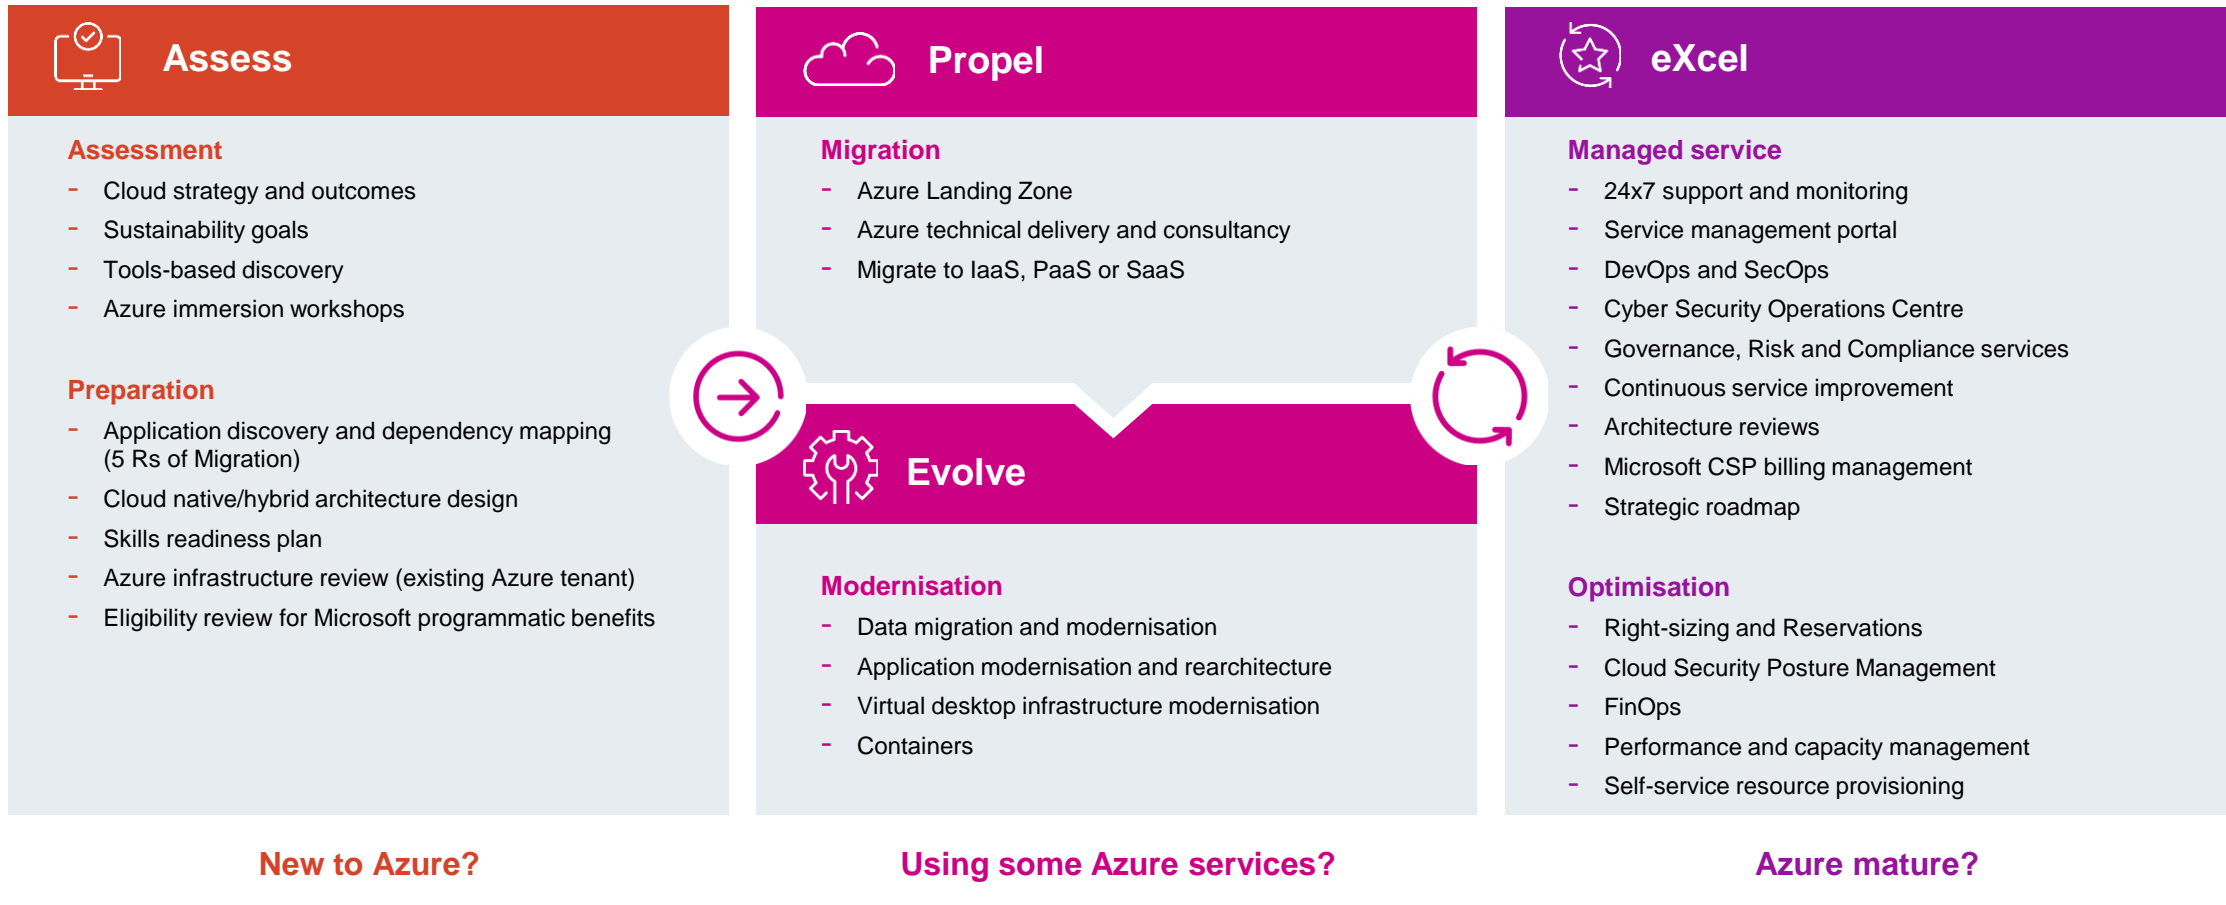 Assess
Assessment
- Cloud strategy and outcomes
- Sustainability goals
- Tools-based discovery
- Azure immersion workshops
Preparation
- Application discovery and dependency mapping
(5 Rs of Migration)
- Cloud native/hybrid architecture design
- Skills readiness plan
- Azure infrastructure review (existing Azure tenant)
- Eligibility review for Microsoft programmatic benefits
New to Azure?
Propel
Migration
- Azure Landing Zone
- Azure technical delivery and consultancy
- Migrate to IaaS, PaaS or SaaS
Evolve
Modernisation
- Data migration and modernisation
- Application modernisation and rearchitecture
- Virtual desktop infrastructure modernisation
- Containers
Using some Azure services?
eXcel
Managed service
- 24x7 support and monitoring
- Service management portal
- DevOps and SecOps
- Cyber Security Operations Centre
- Governance, Risk and Compliance services
- Continuous service improvement
- Architecture reviews
- Microsoft CSP billing management
- Strategic roadmap
Optimisation
- Right-sizing and Reservations
- Cloud Security Posture Management
- FinOps
- Performance and capacity management
- Self-service resource provisioning
Azure mature?